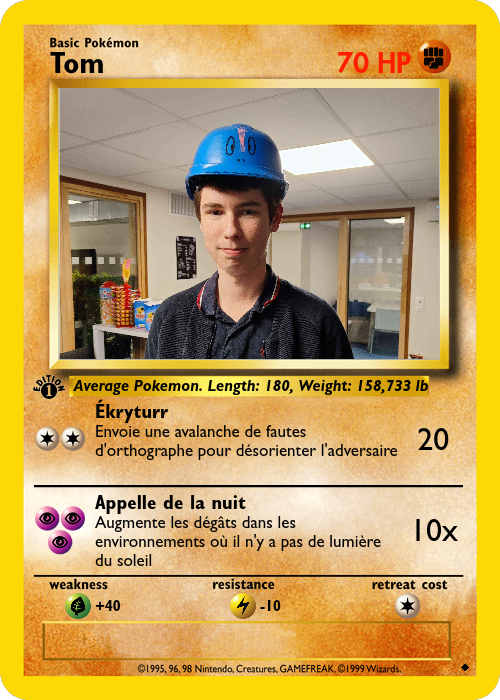 Basic Pokémon
Tom
70 HP
EDITION 1
Average Pokemon. Length: 180, Weight: 158,733 lb
Ékryturr
Envoie une avalanche de fautes
d'orthographe pour désorienter l'adversaire
20
Appelle de la nuit
Augmente les dégâts dans les
environnements où il n'y a pas de lumière
du soleil
10x
weakness
resistance
retreat cost
+40
-10
©1995, 96, 98 Nintendo, Creatures, GAMEFREAK. ©1999 Wizards.